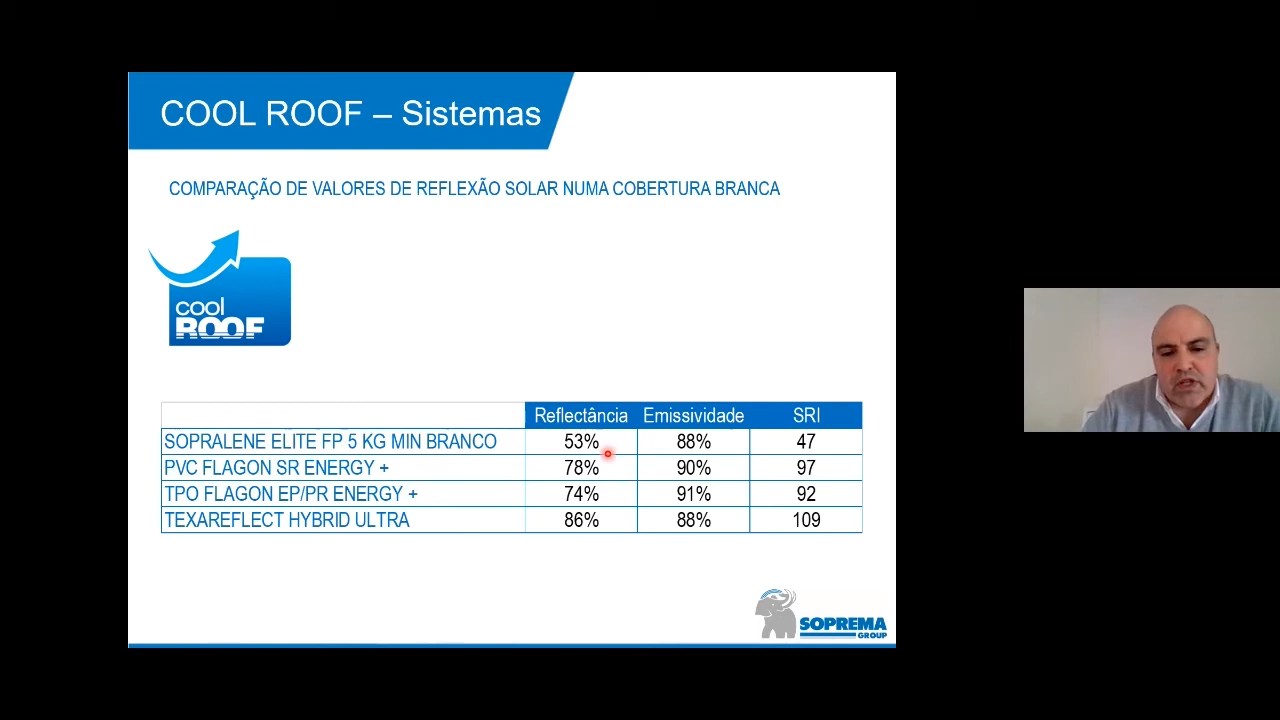 COOL ROOF – Sistemas
COMPARAÇÃO DE VALORES DE REFLEXÃO SOLAR NUMA COBERTURA BRANCA
cool
ROOF
Reflectância Emissividade SRI
SOPRALENE ELITE FP 5 KG MIN BRANCO 53% 88% 47
PVC FLAGON SR ENERGY + 78% 90% 97
TPO FLAGON EP/PR ENERGY + 74% 91% 92
TEXAREFLECT HYBRID ULTRA 86% 88% 109
SOPREMA
GROUP